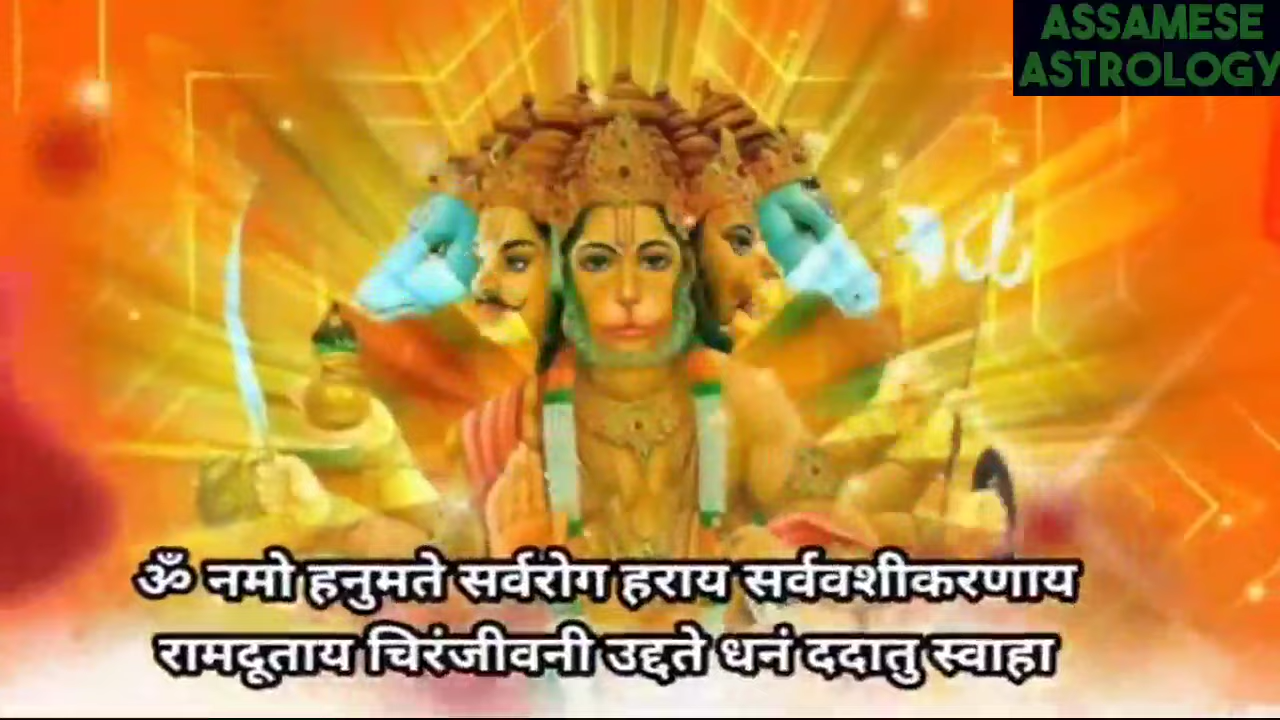 ASSAMESE
ASTROLOGY
ॐ नमो हनुमते सर्वरोग हराय सर्ववशीकरणाय
रामदूताय चिरंजीवनी उद्दते धनं ददातु स्वाहा